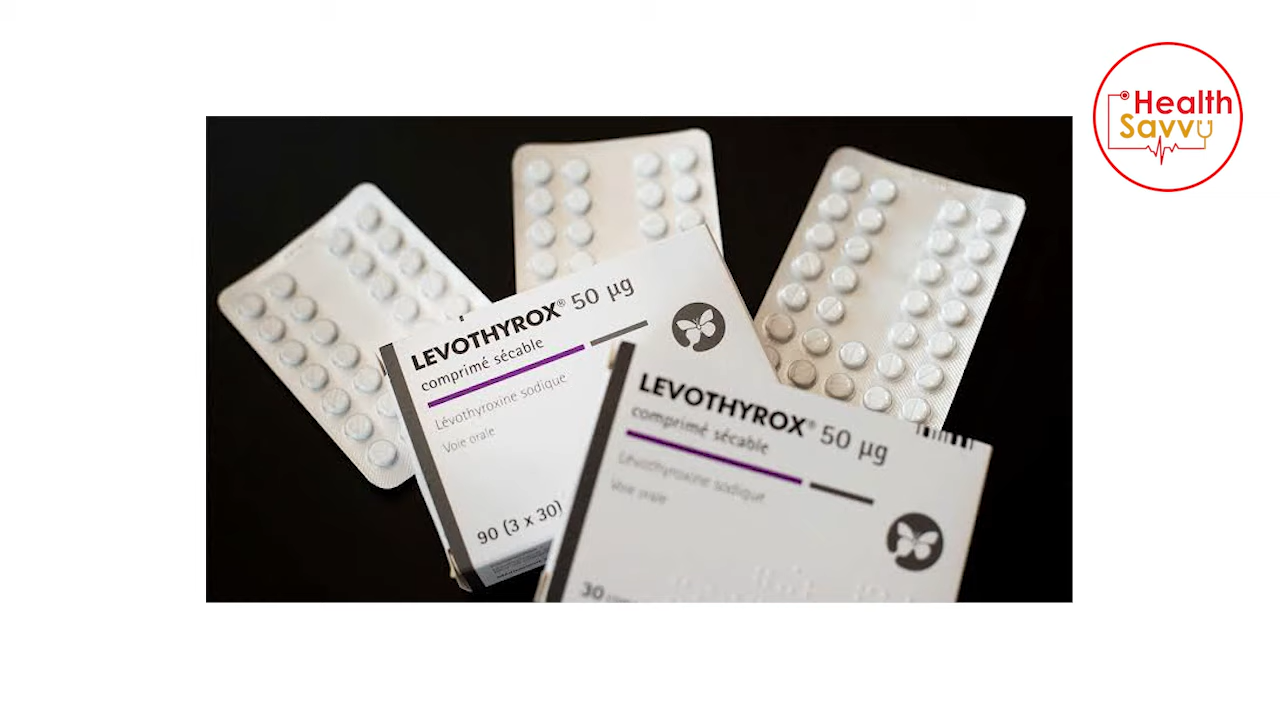 Health
Savvy
LEVOTHYROX® 50 µg
comprimé sécable
Lévothyroxine sodique
Voie orale
90 (3 x 30)
LEVOTHYROX® 50 µg
comprimé sécable
Lévothyroxine sodique
Voie orale
30